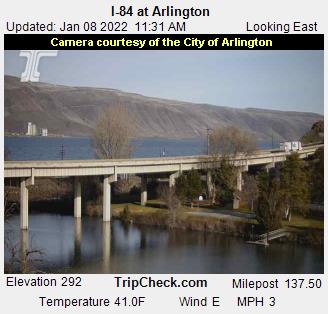 I-84 at Arlington
Updated: Jan 08 2022 11:31 AM Looking East
Camera courtesy of the City of Arlington
Elevation 292 TripCheck.com Milepost 137.50
Temperature 41.0F Wind E MPH 3